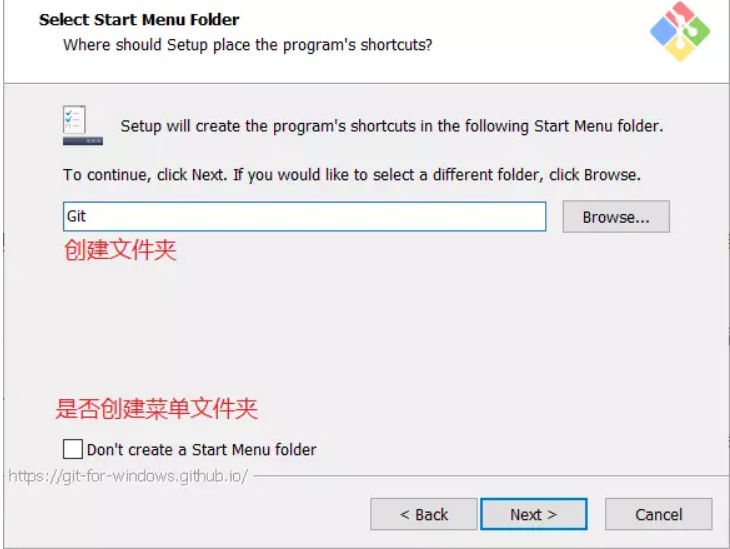 Select Start Menu Folder
Where should Setup place the program's shortcuts?
Setup will create the program's shortcuts in the following Start Menu folder.
To continue, click Next. If you would like to select a different folder, click Browse.
Git
Browse...
创建文件夹
是否创建菜单文件夹
Don't create a Start Menu folder
https://git-for-windows.github.io/
< Back
Next >
Cancel